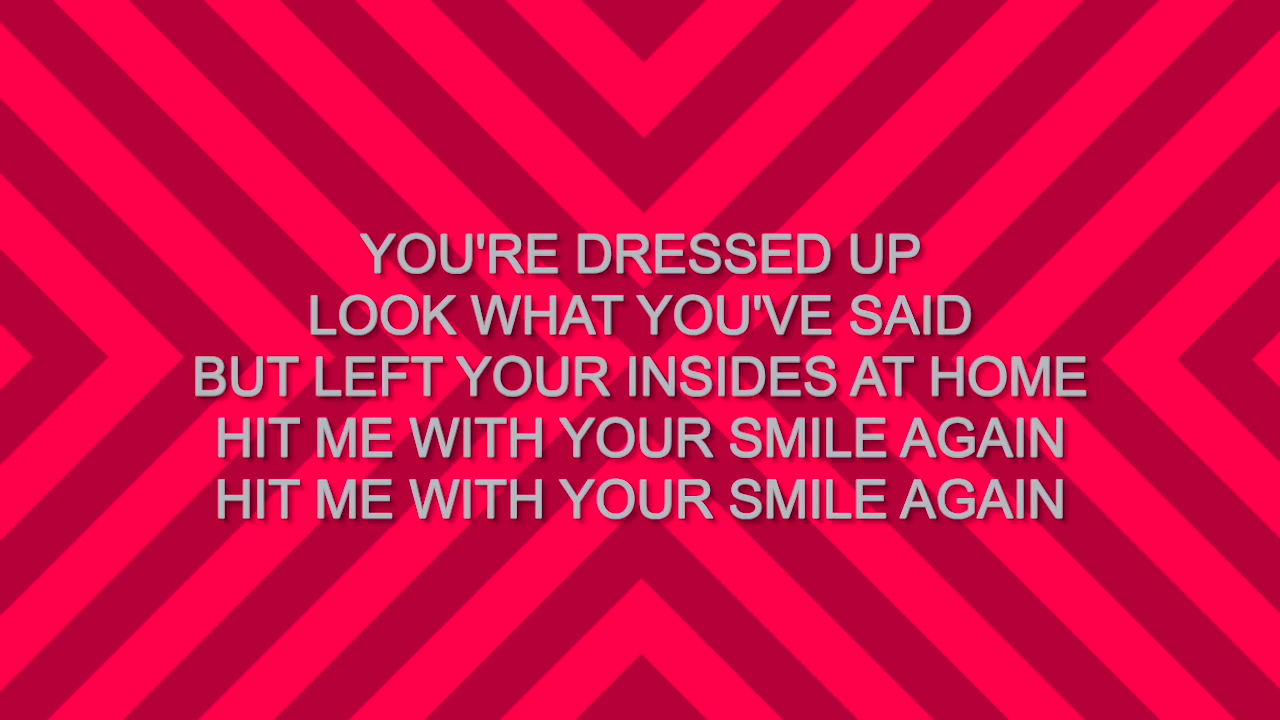 YOU'RE DRESSED UP
LOOK WHAT YOU'VE SAID
BUT LEFT YOUR INSIDES AT HOME
HIT ME WITH YOUR SMILE AGAIN
HIT ME WITH YOUR SMILE AGAIN